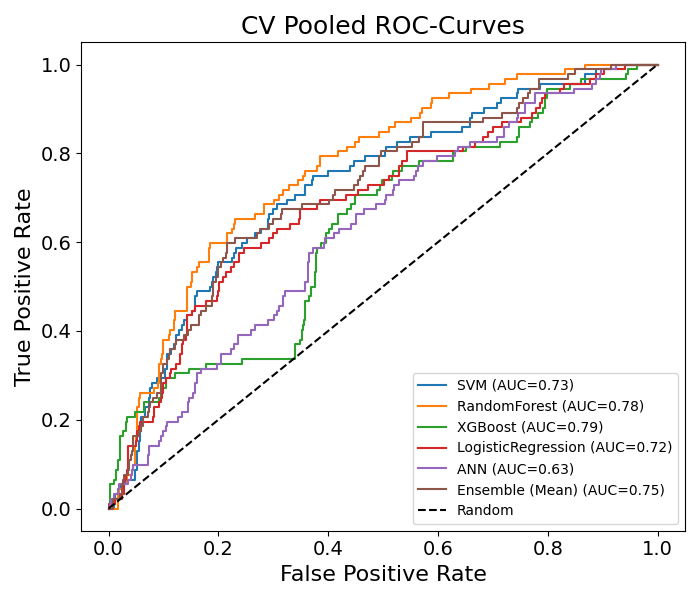 CV Pooled ROC-Curves
True Positive Rate
1.0
0.8
0.6
0.4
0.2
0.0
SVM (AUC=0.73)
RandomForest (AUC=0.78)
XGBoost (AUC=0.79)
LogisticRegression (AUC=0.72)
ANN (AUC=0.63)
Ensemble (Mean) (AUC=0.75)
Random
0.0 0.2 0.4 0.6 0.8 1.0
False Positive Rate